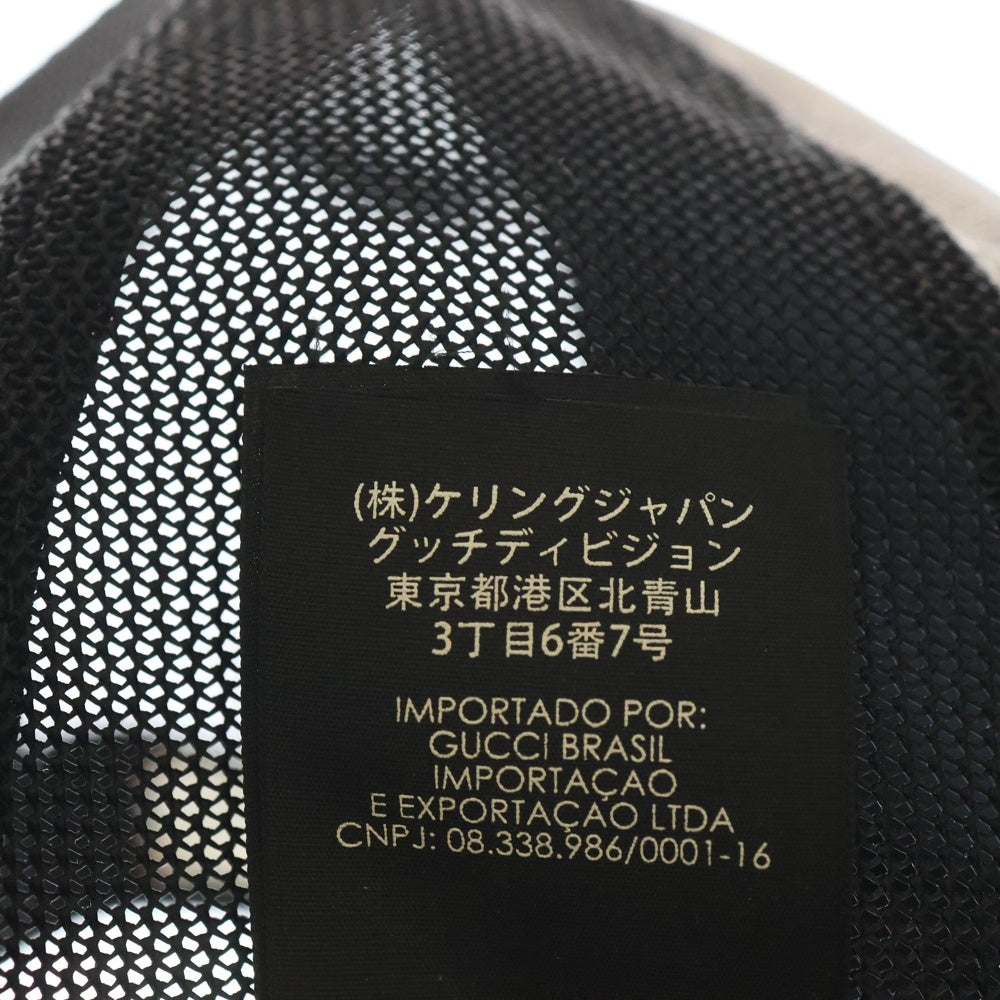 (株)ケリングジャパン
グッチディビジョン
東京都港区北青山
3丁目6番7号
IMPORTADO POR:
GUCCI BRASIL
IMPORTAÇAO
E EXPORTAÇAO LTDA
CNPJ: 08.338.986/0001-16